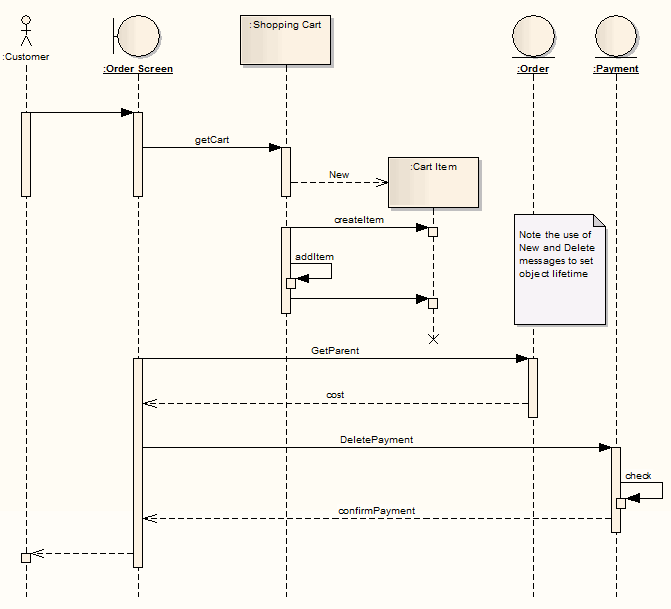 :Shopping Cart
:Customer
:Order Screen
:Order
:Payment
getCart
:Cart Item
New
createItem
Note the use of
New and Delete
messages to set
object lifetime
addItem
GetParent
cost
DeletePayment
check
confirmPayment